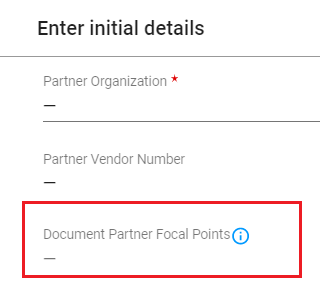 Enter initial details
Partner Organization *
—
Partner Vendor Number
—
Document Partner Focal Points
—